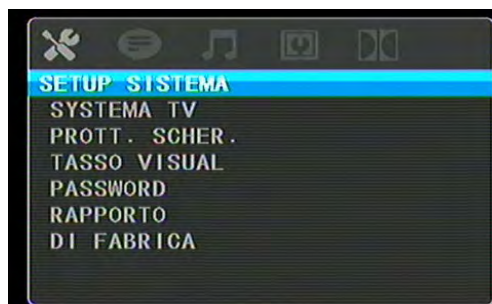 SETUP SISTEMA
SYSTEMA TV
PROTT. SCHER.
TASSO VISUAL
PASSWORD
RAPPORTO
DI FABRICA